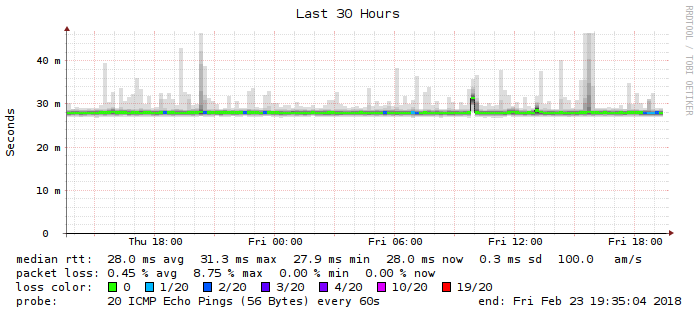 Last 30 Hours
RRDTOOL / TOBI OETIKER
Seconds
40 m
30 m
20 m
10 m
0
Thu 18:00 Fri 00:00 Fri 06:00 Fri 12:00 Fri 18:00
median rtt: 28.0 ms avg 31.3 ms max 27.9 ms min 28.0 ms now 0.3 ms sd 100.0 am/s
packet loss: 0.45 % avg 8.75 % max 0.00 % min 0.00 % now
loss color: 0 1/20 2/20 3/20 4/20 10/20 19/20
probe: 20 ICMP Echo Pings (56 Bytes) every 60s end: Fri Feb 23 19:35:04 2018